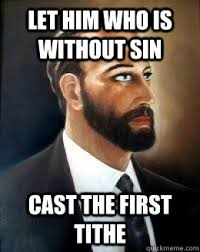 LET HIM WHO IS
WITHOUT SIN
CAST THE FIRST
TITHE
quickmeme.com